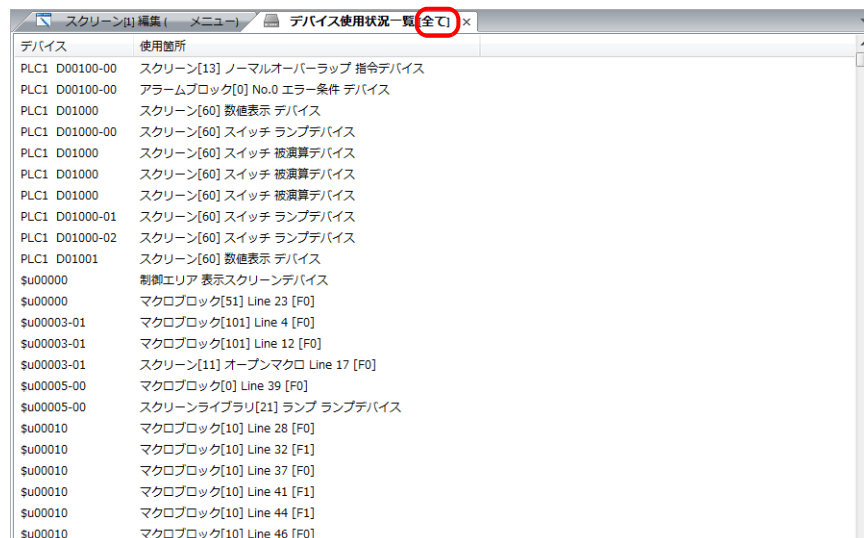 スクリーン[1] 編集 ( メニュー) デバイス使用状況一覧[全て] ×
デバイス 使用箇所
PLC1 D00100-00 スクリーン[13] ノーマルオーバーラップ 指令デバイス
PLC1 D00100-00 アラームブロック[0] No.0 エラー条件 デバイス
PLC1 D01000 スクリーン[60] 数値表示 デバイス
PLC1 D01000-00 スクリーン[60] スイッチ ランプデバイス
PLC1 D01000 スクリーン[60] スイッチ 被演算デバイス
PLC1 D01000 スクリーン[60] スイッチ 被演算デバイス
PLC1 D01000 スクリーン[60] スイッチ 被演算デバイス
PLC1 D01000-01 スクリーン[60] スイッチ ランプデバイス
PLC1 D01000-02 スクリーン[60] スイッチ ランプデバイス
PLC1 D01001 スクリーン[60] 数値表示 デバイス
$u00000 制御エリア 表示スクリーンデバイス
$u00000 マクロブロック[51] Line 23 [F0]
$u00003-01 マクロブロック[101] Line 4 [F0]
$u00003-01 マクロブロック[101] Line 12 [F0]
$u00003-01 スクリーン[11] オープンマクロ Line 17 [F0]
$u00005-00 マクロブロック[0] Line 39 [F0]
$u00005-00 スクリーンライブラリ[21] ランプ ランプデバイス
$u00010 マクロブロック[10] Line 28 [F0]
$u00010 マクロブロック[10] Line 32 [F1]
$u00010 マクロブロック[10] Line 37 [F0]
$u00010 マクロブロック[10] Line 41 [F1]
$u00010 マクロブロック[10] Line 44 [F1]
$u00010 マクロブロック[10] Line 46 [F0]